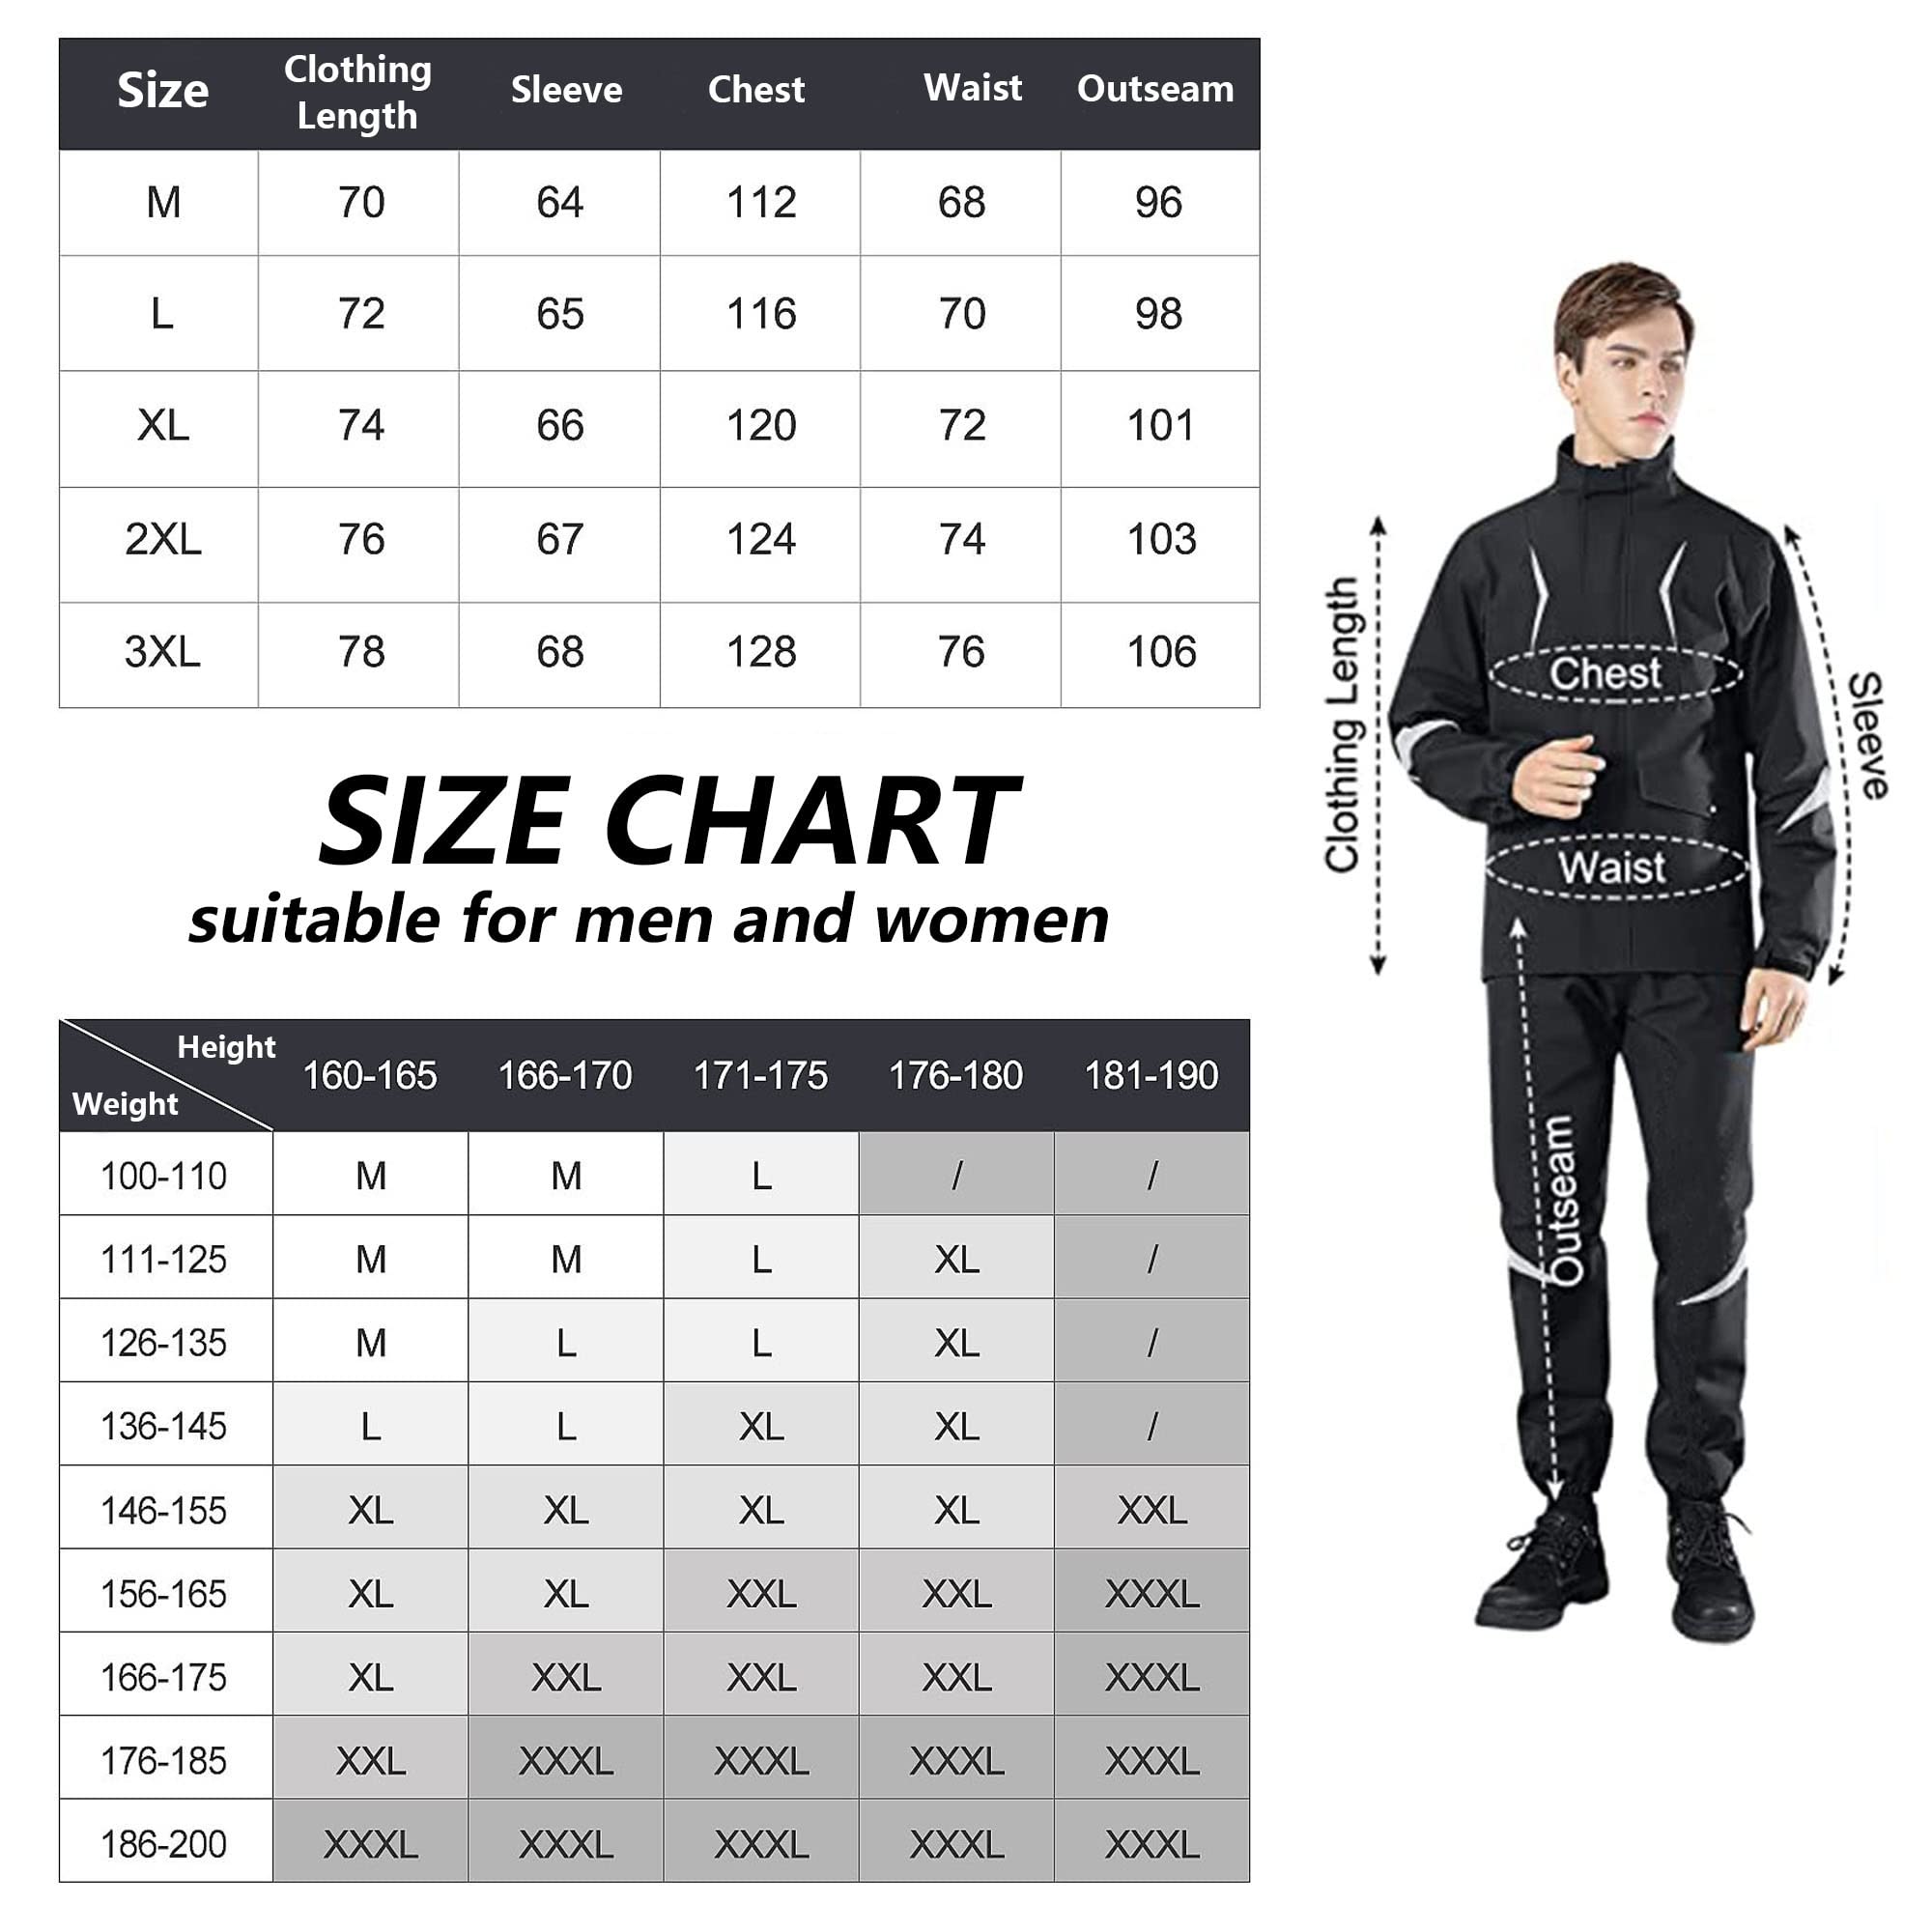 Size Clothing Length Sleeve Chest Waist Outseam
M 70 64 112 68 96
L 72 65 116 70 98
XL 74 66 120 72 101
2XL 76 67 124 74 103
3XL 78 68 128 76 106
SIZE CHART
suitable for men and women
Height Weight 160-165 166-170 171-175 176-180 181-190
100-110 M M L / /
111-125 M M L XL /
126-135 M L L XL /
136-145 L L XL XL /
146-155 XL XL XL XL XXL
156-165 XL XL XXL XXL XXXL
166-175 XL XXL XXL XXL XXXL
176-185 XXL XXXL XXXL XXXL XXXL
186-200 XXXL XXXL XXXL XXXL XXXL
Clothing Length
Chest
Sleeve
Waist
Outseam